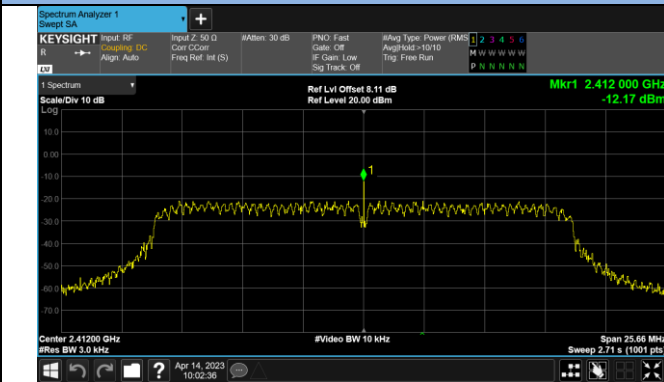 Spectrum Analyzer 1
Swept SA
+
KEYSIGHT Input: RF Input Z: 50 Ω #Atten: 30 dB PNO: Fast #Avg Type: Power (RMS 1 2 3 4 5 6
R Coupling: DC Corr CCorr Gate: Off Avg|Hold:>10/10 M W W W W W
Align: Auto Freq Ref: Int (S) IF Gain: Low Trig: Free Run
Sig Track: Off P N N N N N
LXI
1 Spectrum Ref Lvl Offset 8.11 dB Mkr1 2.412 000 GHz
Scale/Div 10 dB Ref Level 20.00 dBm -12.17 dBm
Log
10.0
0.00
1
-10.0
-20.0
-30.0
-40.0
-50.0
-60.0
-70.0
Center 2.41200 GHz #Video BW 10 kHz Span 25.66 MHz
#Res BW 3.0 kHz Sweep 2.71 s (1001 pts)
? Apr 14, 2023
10:02:36